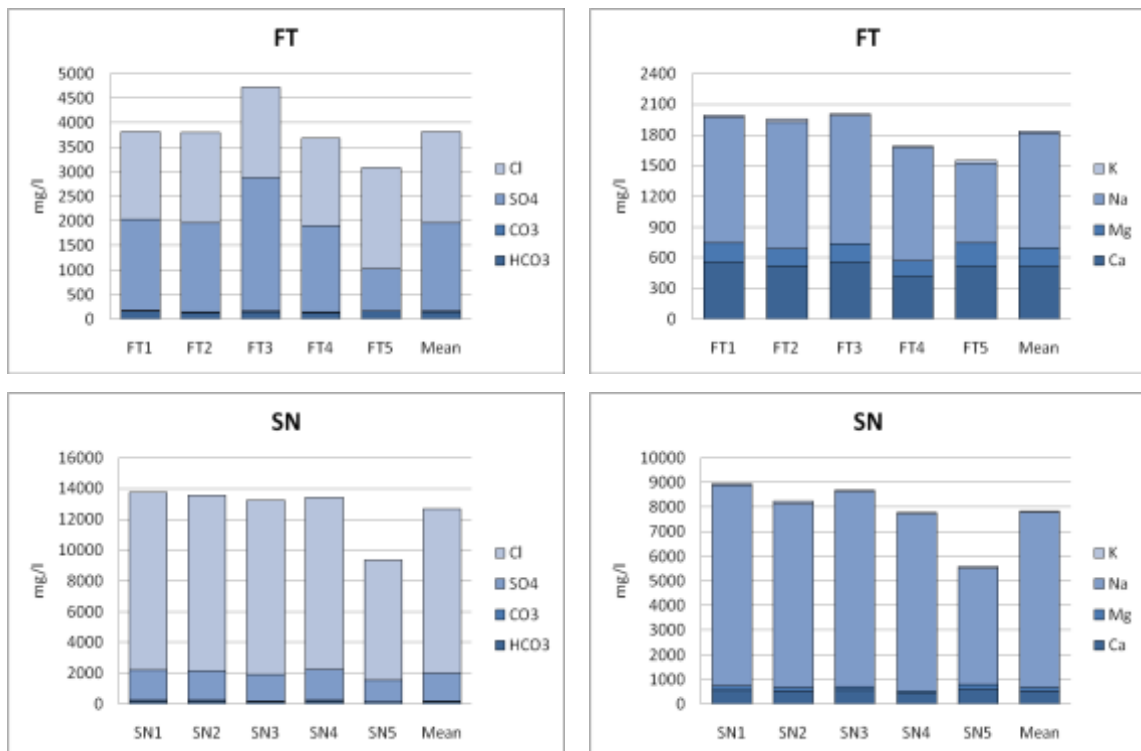 FT
5000
4500
4000
3500
3000
2500
2000
1500
1000
500
0
mg/l
FT1 FT2 FT3 FT4 FT5 Mean
Cl
SO4
CO3
HCO3
FT
2400
2100
1800
1500
1200
900
600
300
0
mg/l
FT1 FT2 FT3 FT4 FT5 Mean
K
Na
Mg
Ca
SN
16000
14000
12000
10000
8000
6000
4000
2000
0
mg/l
SN1 SN2 SN3 SN4 SN5 Mean
Cl
SO4
CO3
HCO3
SN
10000
9000
8000
7000
6000
5000
4000
3000
2000
1000
0
mg/l
SN1 SN2 SN3 SN4 SN5 Mean
K
Na
Mg
Ca